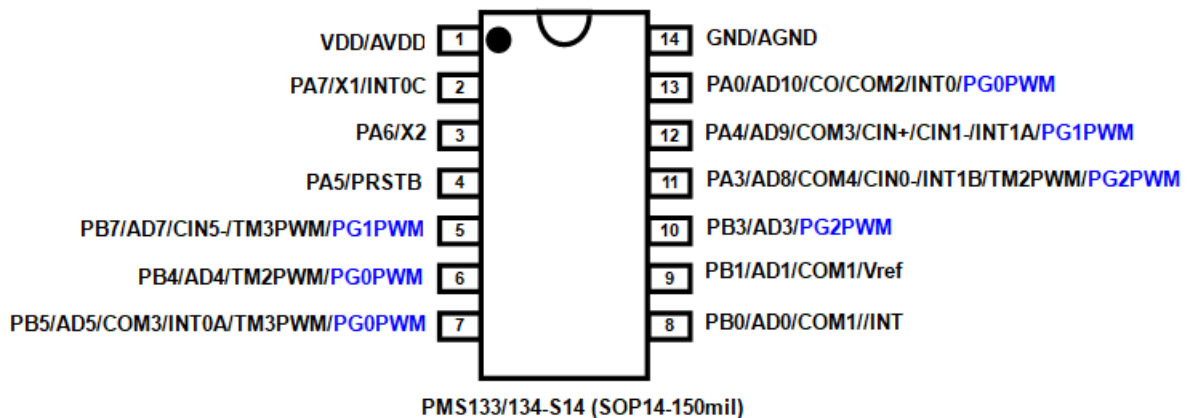 VDD/AVDD 1 14 GND/AGND
PA7/X1/INT0C 2 13 PA0/AD10/CO/COM2/INT0/PG0PWM
PA6/X2 3 12 PA4/AD9/COM3/CIN+/CIN1-/INT1A/PG1PWM
PA5/PRSTB 4 11 PA3/AD8/COM4/CIN0-/INT1B/TM2PWM/PG2PWM
PB7/AD7/CIN5-/TM3PWM/PG1PWM 5 10 PB3/AD3/PG2PWM
PB4/AD4/TM2PWM/PG0PWM 6 9 PB1/AD1/COM1/Vref
PB5/AD5/COM3/INT0A/TM3PWM/PG0PWM 7 8 PB0/AD0/COM1//INT
PMS133/134-S14 (SOP14-150mil)